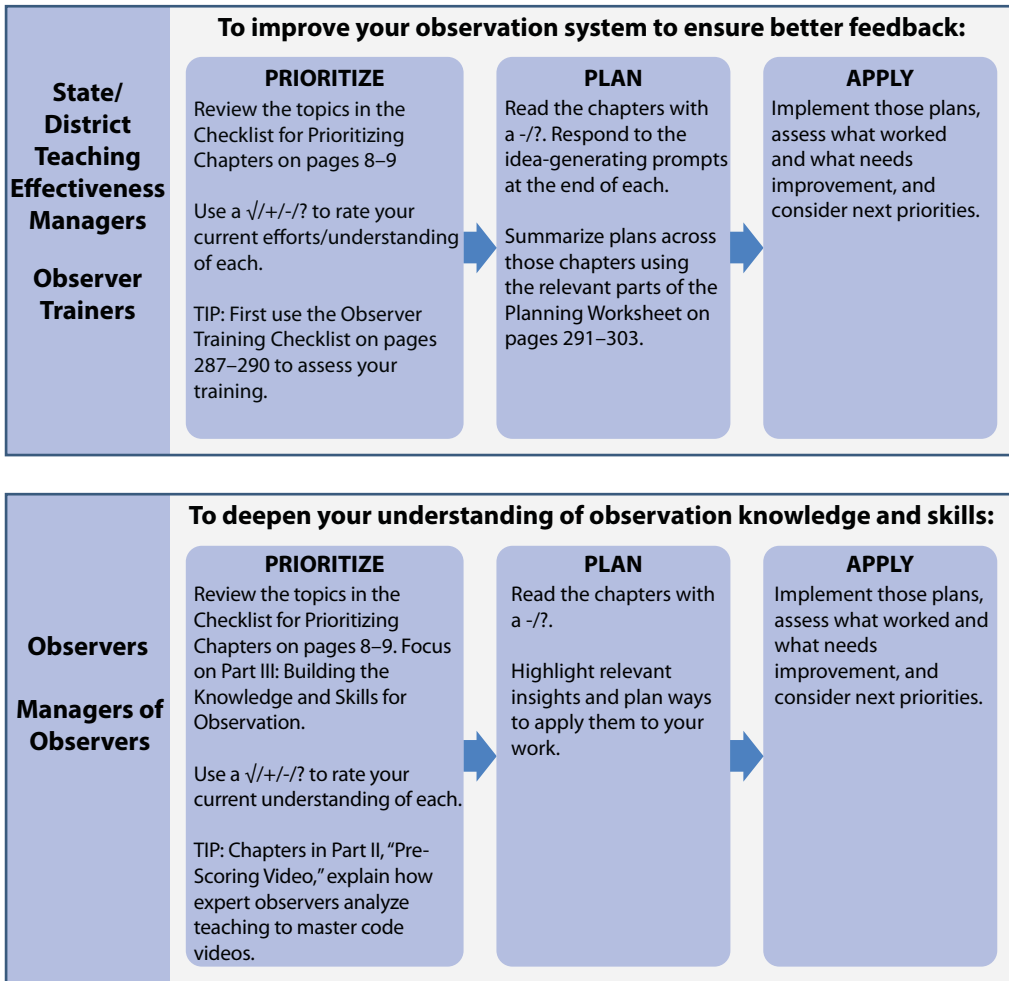 To improve your observation system to ensure better feedback:
State/
District
Teaching
Effectiveness
Managers
Observer
Trainers
PRIORITIZE
Review the topics in the
Checklist for Prioritizing
Chapters on pages 8–9
Use a √/+/-/? to rate your
current efforts/understanding
of each.
TIP: First use the Observer
Training Checklist on pages
287–290 to assess your
training.
PLAN
Read the chapters with
a -/?. Respond to the
idea-generating prompts
at the end of each.
Summarize plans across
those chapters using
the relevant parts of the
Planning Worksheet on
pages 291–303.
APPLY
Implement those plans,
assess what worked
and what needs
improvement, and
consider next priorities.
To deepen your understanding of observation knowledge and skills:
Observers
Managers of
Observers
PRIORITIZE
Review the topics in the
Checklist for Prioritizing
Chapters on pages 8–9. Focus
on Part III: Building the
Knowledge and Skills for
Observation.
Use a √/+/-/? to rate your
current understanding of each.
TIP: Chapters in Part II, “Pre-
Scoring Video,” explain how
expert observers analyze
teaching to master code
videos.
PLAN
Read the chapters with
a -/?.
Highlight relevant
insights and plan ways
to apply them to your
work.
APPLY
Implement those plans,
assess what worked and
what needs
improvement, and
consider next priorities.